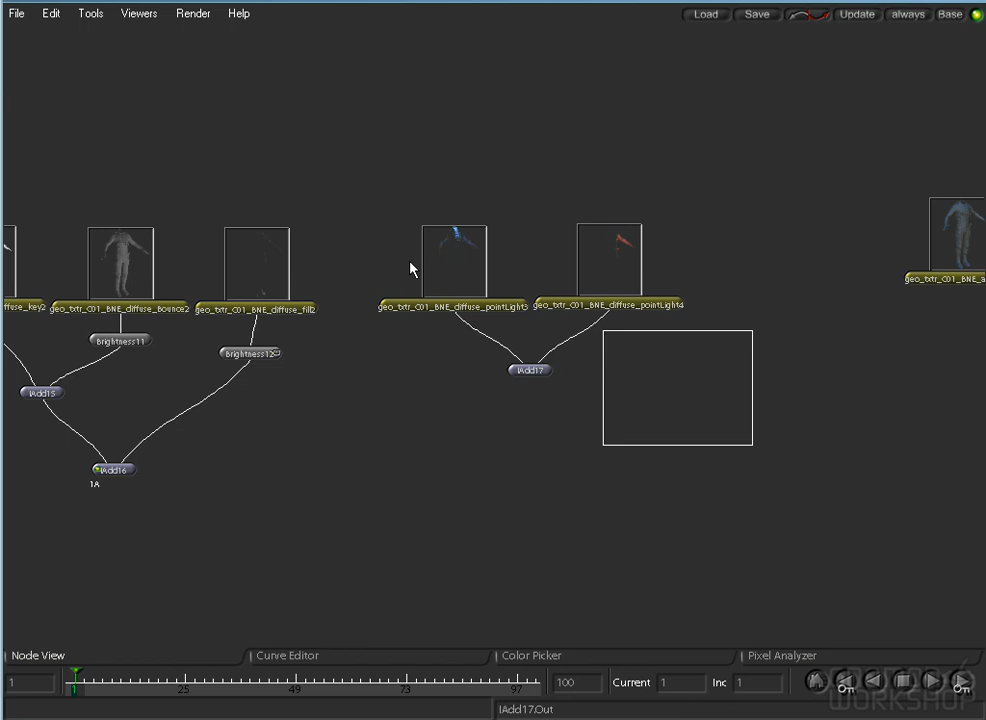 File Edit Tools Viewers Render Help Load Save Update always Base
ffuse_key2 geo_txtr_C01_BNE_diffuse_Bounce2 geo_txtr_C01_BNE_diffuse_fill2 geo_txtr_C01_BNE_diffuse_pointLight3 geo_txtr_C01_BNE_diffuse_pointLight4 geo_txtr_C01_BNE_a
Brightness11
Brightness12
IAdd17
IAdd15
IAdd16
1A
Node View Curve Editor Color Picker Pixel Analyzer
1 1 25 49 73 97 100 Current 1 Inc 1
IAdd17.Out
WORKSHOP